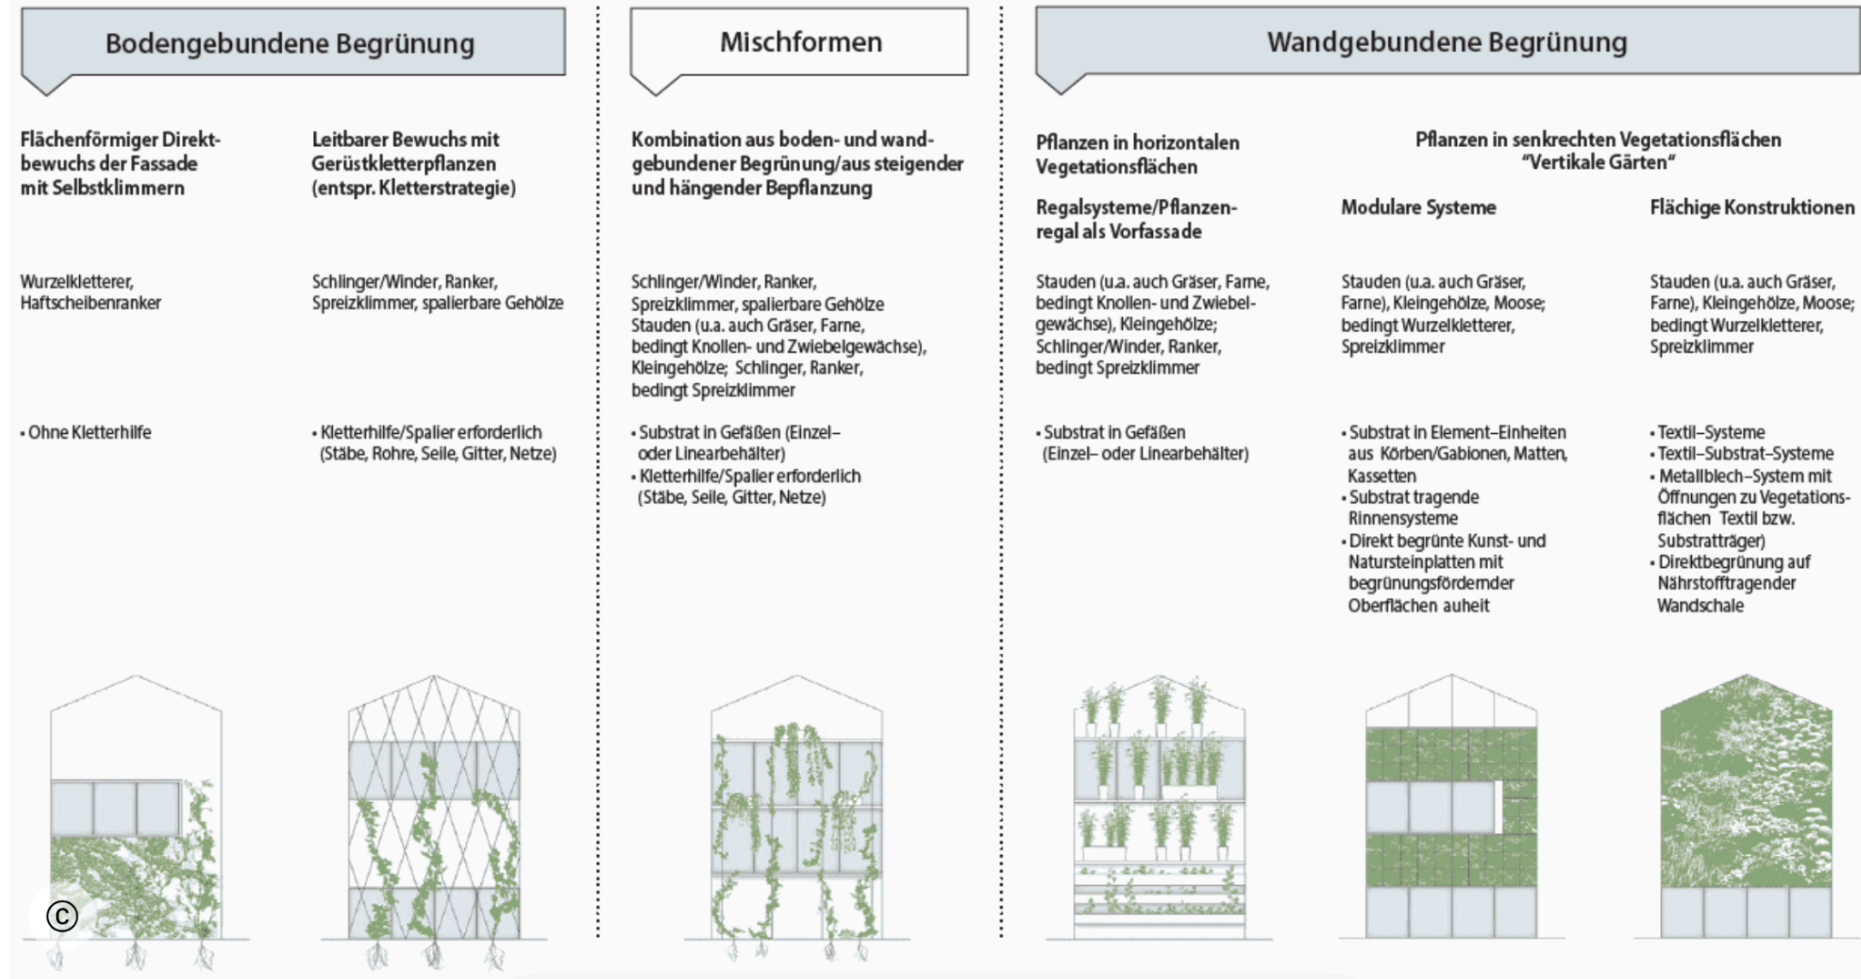 Bodengebundene Begrünung
Flächenförmiger Direkt-
bewuchs der Fassade
mit Selbstklimmern
Wurzelkletterer,
Haftscheibenranker
• Ohne Kletterhilfe
Leitbarer Bewuchs mit
Gerüstkletterpflanzen
(entspr. Kletterstrategie)
Schlinger/Winder, Ranker,
Spreizklimmer, spalierbare Gehölze
• Kletterhilfe/Spalier erforderlich
(Stäbe, Rohre, Seile, Gitter, Netze)
Mischformen
Kombination aus boden- und wand-
gebundener Begrünung/aus steigender
und hängender Bepflanzung
Schlinger/Winder, Ranker,
Spreizklimmer, spalierbare Gehölze
Stauden (u.a. auch Gräser, Farne,
bedingt Knollen- und Zwiebelgewächse),
Kleingehölze; Schlinger, Ranker,
bedingt Spreizklimmer
• Substrat in Gefäßen (Einzel–
oder Linearbehälter)
• Kletterhilfe/Spalier erforderlich
(Stäbe, Seile, Gitter, Netze)
Wandgebundene Begrünung
Pflanzen in horizontalen
Vegetationsflächen
Regalsysteme/Pflanzen-
regal als Vorfassade
Stauden (u.a. auch Gräser, Farne,
bedingt Knollen- und Zwiebel-
gewächse), Kleingehölze;
Schlinger/Winder, Ranker,
bedingt Spreizklimmer
• Substrat in Gefäßen
(Einzel– oder Linearbehälter)
Pflanzen in senkrechten Vegetationsflächen
“Vertikale Gärten“
Modulare Systeme
Stauden (u.a. auch Gräser,
Farne), Kleingehölze, Moose;
bedingt Wurzelkletterer,
Spreizklimmer
• Substrat in Element–Einheiten
aus Körben/Gabionen, Matten,
Kassetten
• Substrat tragende
Rinnensysteme
• Direkt begrünte Kunst- und
Natursteinplatten mit
begrünungsfördernder
Oberflächen auheit
Flächige Konstruktionen
Stauden (u.a. auch Gräser,
Farne), Kleingehölze, Moose;
bedingt Wurzelkletterer,
Spreizklimmer
• Textil–Systeme
• Textil–Substrat–Systeme
• Metallblech–System mit
Öffnungen zu Vegetations-
flächen Textil bzw.
Substratträger)
• Direktbegrünung auf
Nährstofftragender
Wandschale
©